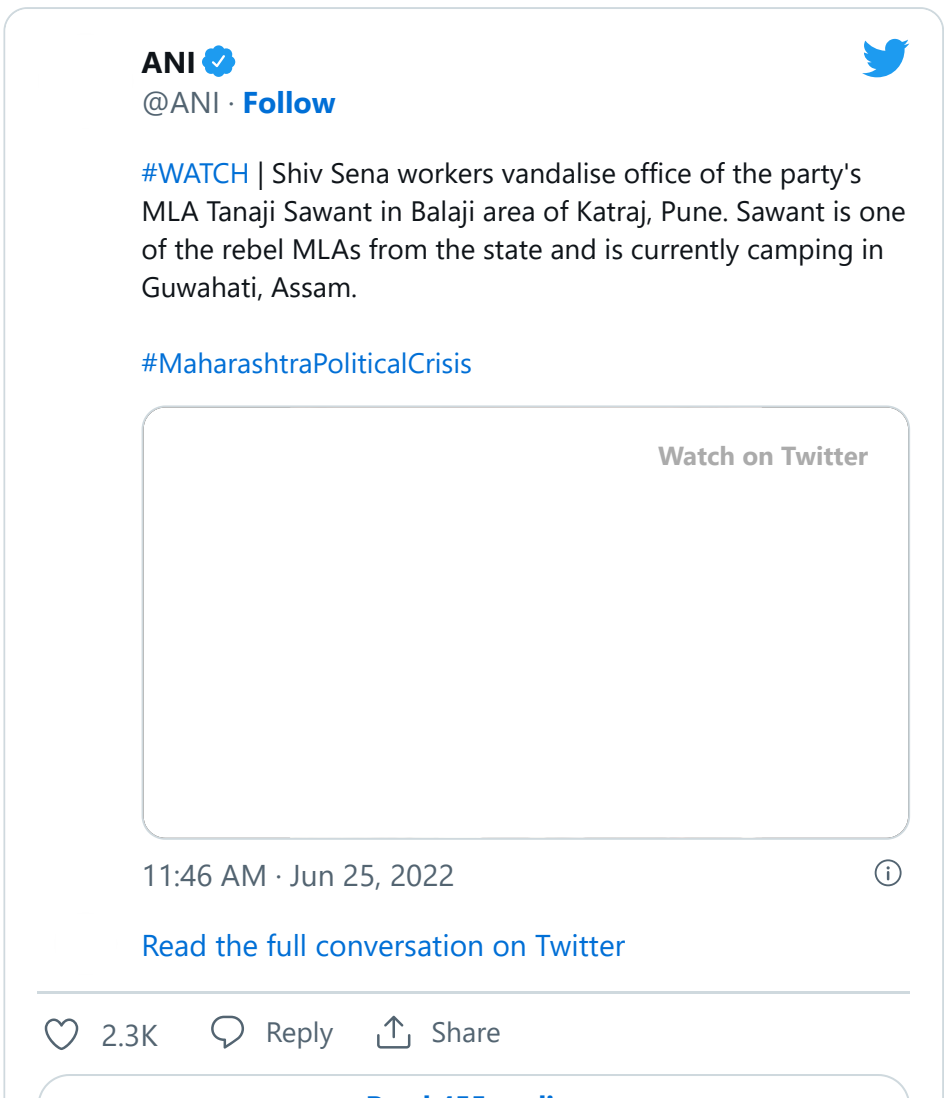 ANI
@ANI · Follow
#WATCH | Shiv Sena workers vandalise office of the party's
MLA Tanaji Sawant in Balaji area of Katraj, Pune. Sawant is one
of the rebel MLAs from the state and is currently camping in
Guwahati, Assam.
#MaharashtraPoliticalCrisis
Watch on Twitter
11:46 AM · Jun 25, 2022
Read the full conversation on Twitter
2.3K Reply Share